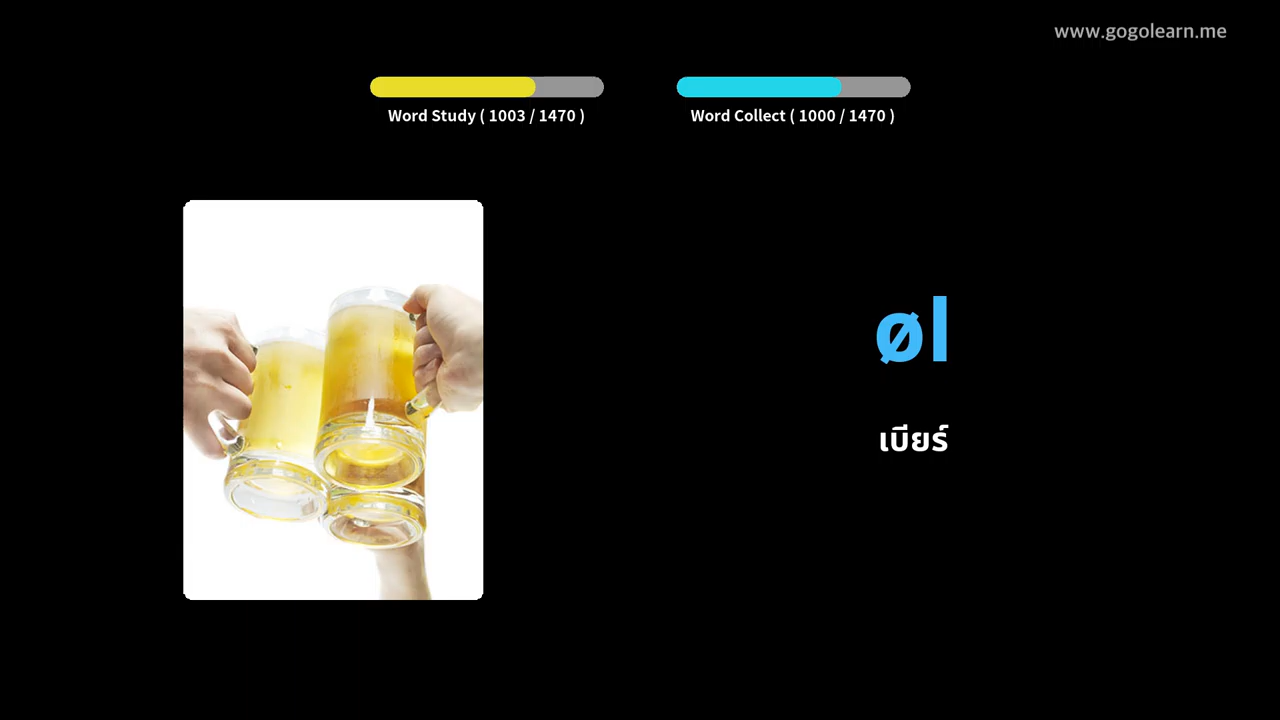 www.gogolearn.me
Word Study ( 1003 / 1470 )
Word Collect ( 1000 / 1470 )
øl
เบียร์